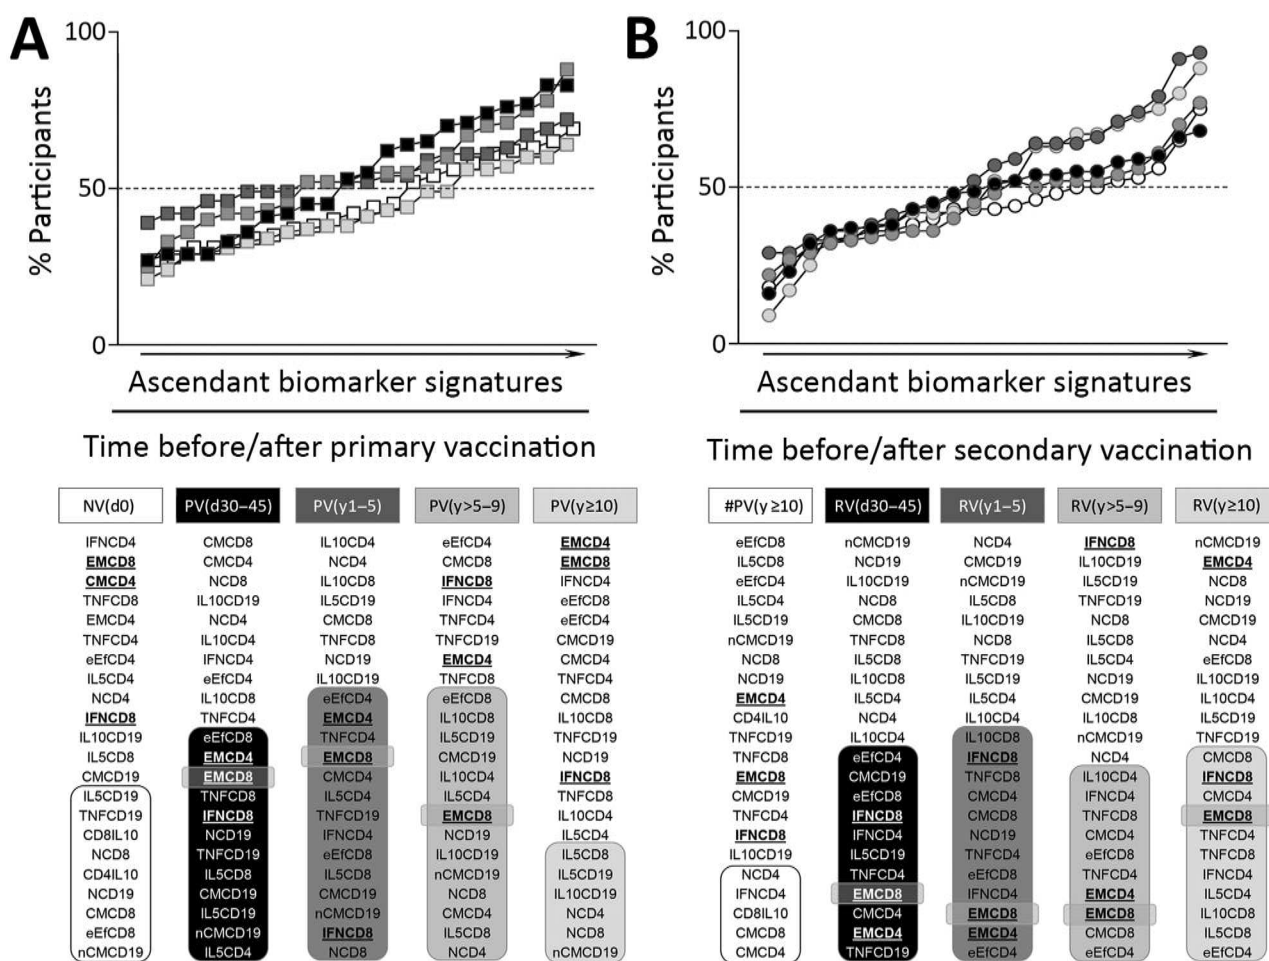 A
100
50
0
% Participants
Ascendant biomarker signatures
Time before/after primary vaccination
NV(d0)
IFNCD4
EMCD8
CMCD4
TNFCD8
EMCD4
TNFCD4
eEfCD4
IL5CD4
NCD4
IFNCD8
IL10CD19
IL5CD8
CMCD19
IL5CD19
TNFCD19
CD8IL10
NCD8
CD4IL10
NCD19
CMCD8
eEfCD8
nCMCD19
PV(d30–45)
CMCD8
CMCD4
NCD8
IL10CD19
NCD4
IL10CD4
IFNCD4
eEfCD4
IL10CD8
TNFCD4
eEfCD8
EMCD4
EMCD8
TNFCD8
IFNCD8
NCD19
TNFCD19
IL5CD8
CMCD19
IL5CD19
nCMCD19
IL5CD4
PV(y1–5)
IL10CD4
NCD4
IL10CD8
IL5CD19
CMCD8
TNFCD8
NCD19
IL10CD19
eEfCD4
EMCD4
TNFCD4
EMCD8
CMCD4
IL5CD4
TNFCD19
IFNCD4
eEfCD8
IL5CD8
CMCD19
nCMCD19
IFNCD8
NCD8
PV(y>5–9)
eEfCD4
CMCD8
IFNCD8
IFNCD4
TNFCD4
TNFCD19
EMCD4
TNFCD8
eEfCD8
IL10CD8
IL5CD19
CMCD19
IL10CD4
IL5CD4
EMCD8
NCD19
IL10CD19
nCMCD19
NCD8
CMCD4
IL5CD8
NCD4
PV(y≥10)
EMCD4
EMCD8
IFNCD4
eEfCD8
eEfCD4
CMCD19
CMCD4
TNFCD4
CMCD8
IL10CD8
TNFCD19
NCD19
IFNCD8
TNFCD8
IL10CD4
IL5CD4
IL5CD8
IL5CD19
IL10CD19
NCD4
NCD8
nCMCD19
B
100
50
0
% Participants
Ascendant biomarker signatures
Time before/after secondary vaccination
#PV(y ≥10)
eEfCD8
IL5CD8
eEfCD4
IL5CD4
IL5CD19
nCMCD19
NCD8
NCD19
EMCD4
CD4IL10
TNFCD19
TNFCD8
EMCD8
CMCD19
TNFCD4
IFNCD8
IL10CD19
NCD4
IFNCD4
CD8IL10
CMCD8
CMCD4
RV(d30–45)
nCMCD19
NCD19
IL10CD19
NCD8
CMCD8
TNFCD8
IL5CD8
IL10CD8
IL5CD4
NCD4
IL10CD4
eEfCD4
CMCD19
eEfCD8
IFNCD8
IFNCD4
IL5CD19
TNFCD4
EMCD8
CMCD4
EMCD4
TNFCD19
RV(y1–5)
NCD4
CMCD19
nCMCD19
IL5CD8
IL10CD19
NCD8
TNFCD19
IL5CD19
IL5CD4
IL10CD4
IL10CD8
IFNCD8
TNFCD8
CMCD4
CMCD8
NCD19
TNFCD4
eEfCD8
IFNCD4
EMCD8
EMCD4
eEfCD4
RV(y>5–9)
IFNCD8
IL10CD19
IL5CD19
TNFCD19
NCD8
IL5CD8
IL5CD4
NCD19
CMCD19
IL10CD8
nCMCD19
NCD4
IL10CD4
IFNCD4
TNFCD8
CMCD4
eEfCD8
TNFCD4
EMCD4
EMCD8
CMCD8
eEfCD4
RV(y≥10)
nCMCD19
EMCD4
NCD8
NCD19
CMCD19
NCD4
eEfCD8
IL10CD19
IL10CD4
IL5CD19
TNFCD19
CMCD8
IFNCD8
CMCD4
EMCD8
TNFCD4
TNFCD8
IFNCD4
IL5CD4
IL10CD8
IL5CD8
eEfCD4